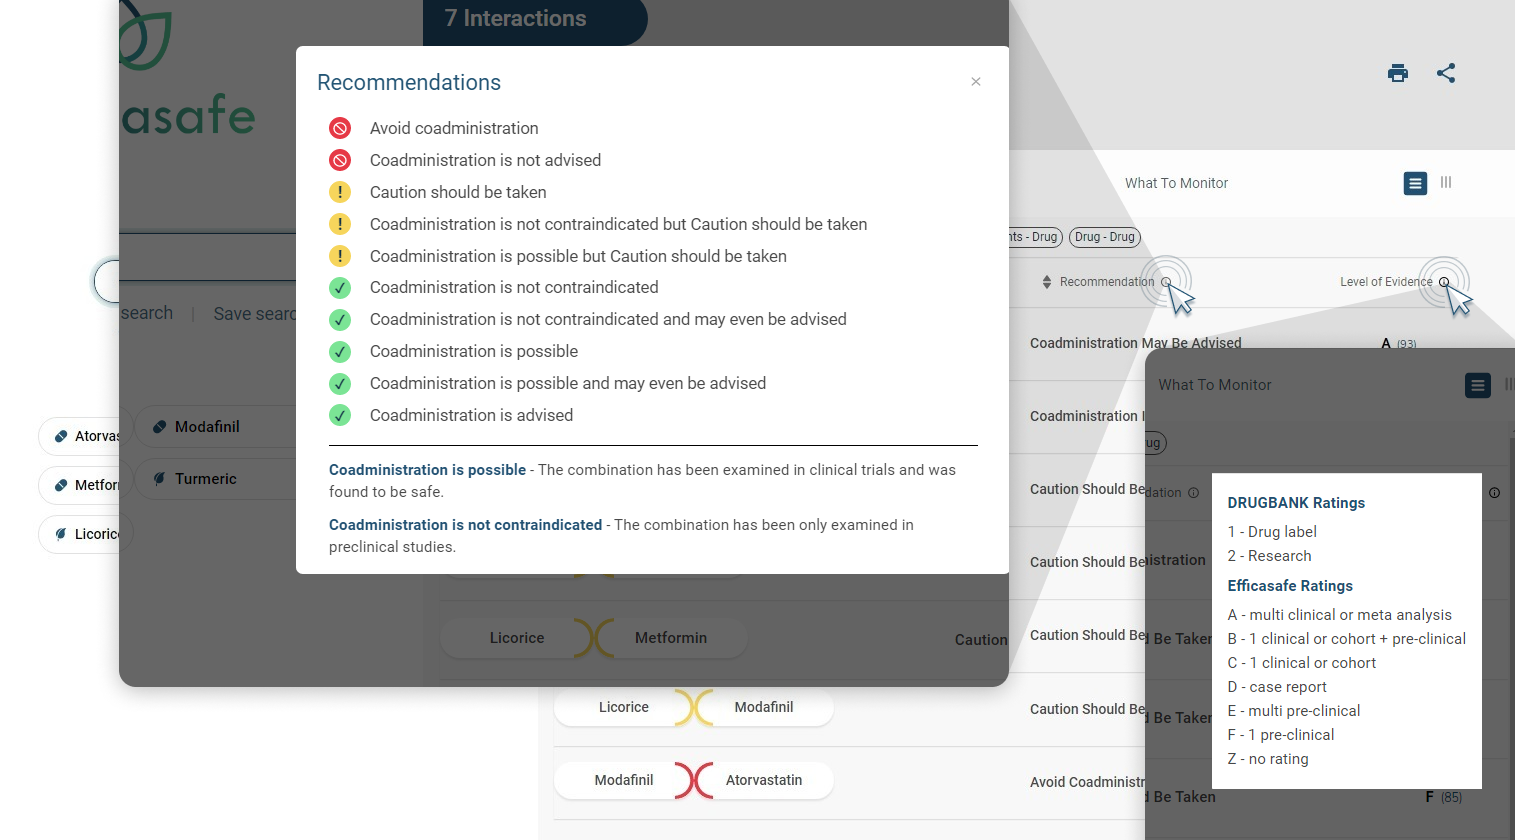 7 Interactions
asafe
search | Save searc
Atorvas
Metfor
Licorice
Modafinil
Turmeric
Recommendations
×
Avoid coadministration
Coadministration is not advised
Caution should be taken
Coadministration is not contraindicated but Caution should be taken
Coadministration is possible but Caution should be taken
Coadministration is not contraindicated
Coadministration is not contraindicated and may even be advised
Coadministration is possible
Coadministration is possible and may even be advised
Coadministration is advised
Coadministration is possible - The combination has been examined in clinical trials and was
found to be safe.
Coadministration is not contraindicated - The combination has been only examined in
preclinical studies.
Licorice Metformin Caution
Licorice Modafinil
Modafinil Atorvastatin
What To Monitor
nts - Drug Drug - Drug
Recommendation Level of Evidence
Coadministration May Be Advised A (93)
Coadministration
Caution Should Be
Caution Should Be
Caution Should Be
Caution Should Be
Avoid Coadministr
What To Monitor
ug
dation
istration
d Be Taken
d Be Taken
d Be Taken F (85)
DRUGBANK Ratings
1 - Drug label
2 - Research
Efficasafe Ratings
A - multi clinical or meta analysis
B - 1 clinical or cohort + pre-clinical
C - 1 clinical or cohort
D - case report
E - multi pre-clinical
F - 1 pre-clinical
Z - no rating